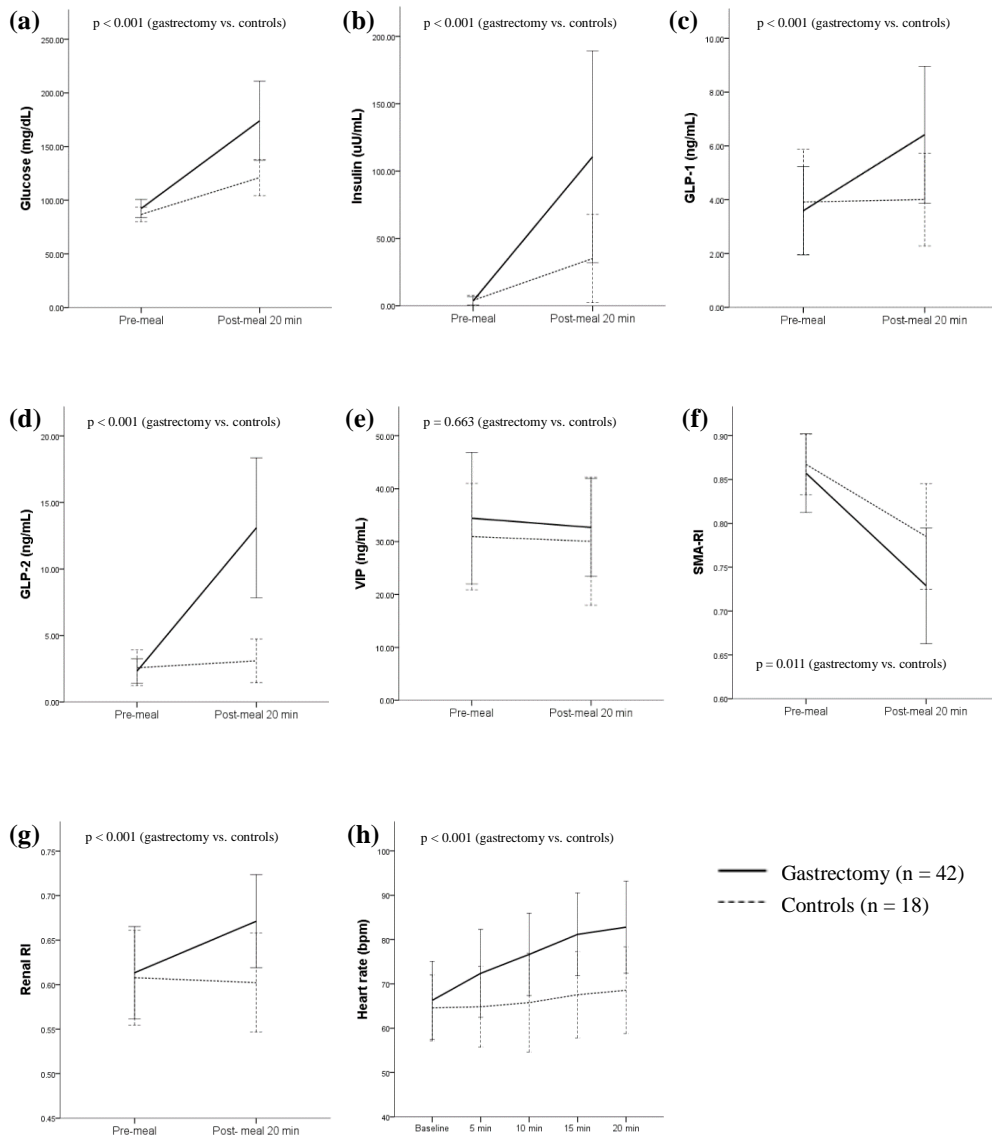 (a)
p < 0.001 (gastrectomy vs. controls)
Glucose (mg/dL)
250.00
200.00
150.00
100.00
50.00
0.00
Pre-meal
Post-meal 20 min
(b)
p < 0.001 (gastrectomy vs. controls)
Insulin (uU/mL)
200.00
150.00
100.00
50.00
0.00
Pre-meal
Post-meal 20 min
(c)
p < 0.001 (gastrectomy vs. controls)
GLP-1 (ng/mL)
10.00
8.00
6.00
4.00
2.00
0.00
Pre-meal
Post-meal 20 min
(d)
p < 0.001 (gastrectomy vs. controls)
GLP-2 (ng/mL)
20.00
15.00
10.00
5.00
0.00
Pre-meal
Post-meal 20 min
(e)
p = 0.663 (gastrectomy vs. controls)
VIP (ng/mL)
50.00
40.00
30.00
20.00
10.00
0.00
Pre-meal
Post-meal 20 min
(f)
SMA-RI
0.90
0.85
0.80
0.75
0.70
0.65
0.60
p = 0.011 (gastrectomy vs. controls)
Pre-meal
Post-meal 20 min
(g)
p < 0.001 (gastrectomy vs. controls)
Renal RI
0.75
0.70
0.65
0.60
0.55
0.50
0.45
Pre-meal
Post- meal 20 min
(h)
p < 0.001 (gastrectomy vs. controls)
Heart rate (bpm)
100
90
80
70
60
50
40
Baseline
5 min
10 min
15 min
20 min
Gastrectomy (n = 42)
Controls (n = 18)